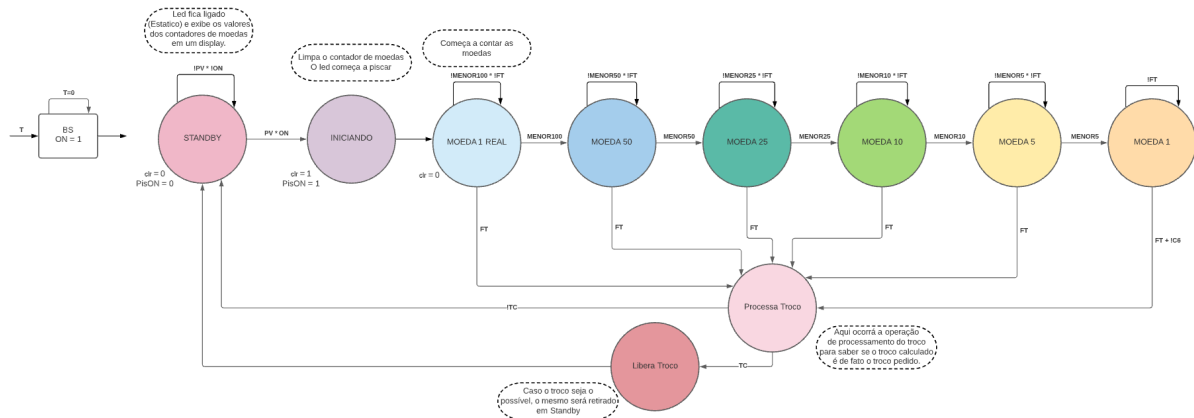 Led fica ligado
(Estatico) e exibe os valores
dos contadores de moedas
em um display.
Limpa o contador de moedas
O led começa a piscar
Começa a contar as
moedas
!PV * !ON
!MENOR100 * !FT
!MENOR50 * !FT
!MENOR25 * !FT
!MENOR10 * !FT
!MENOR5 * !FT
!FT
T=0
T
BS
ON = 1
STANDBY
PV * ON
INICIANDO
MOEDA 1 REAL
MENOR100
MOEDA 50
MENOR50
MOEDA 25
MENOR25
MOEDA 10
MENOR10
MOEDA 5
MENOR5
MOEDA 1
clr = 0
PisON = 0
clr = 1
PisON = 1
clr = 0
FT
FT
FT
FT
FT
FT + !C6
!TC
Processa Troco
Aqui ocorrá a operação
de processamento do troco
para saber se o troco calculado
é de fato o troco pedido.
Libera Troco
TC
Caso o troco seja o
possível, o mesmo será retirado
em Standby